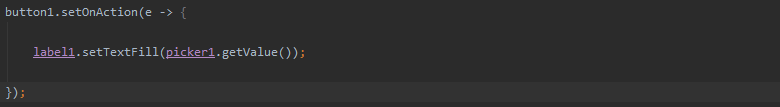 button1.setOnAction(e -> {
label1.setTextFill(picker1.getValue());
});